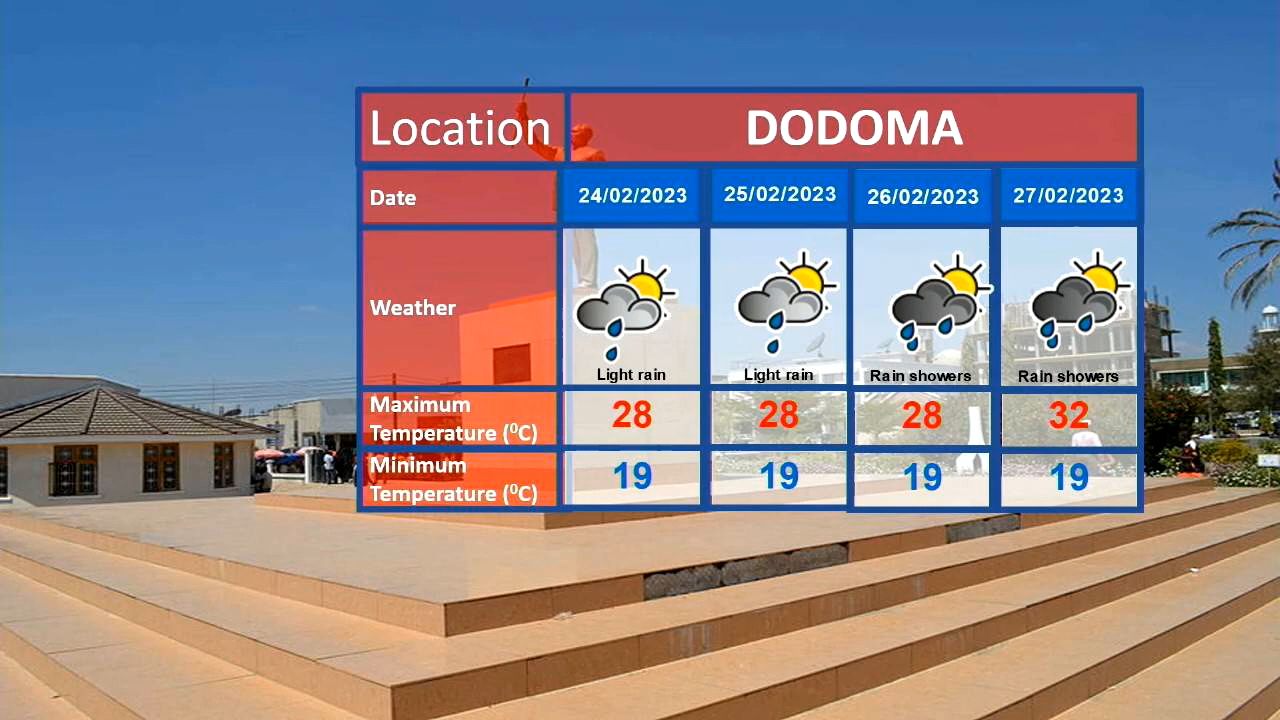 Location DODOMA
Date 24/02/2023 25/02/2023 26/02/2023 27/02/2023
Weather
Light rain Light rain Rain showers Rain showers
Maximum
Temperature (⁰C) 28 28 28 32
Minimum
Temperature (⁰C) 19 19 19 19